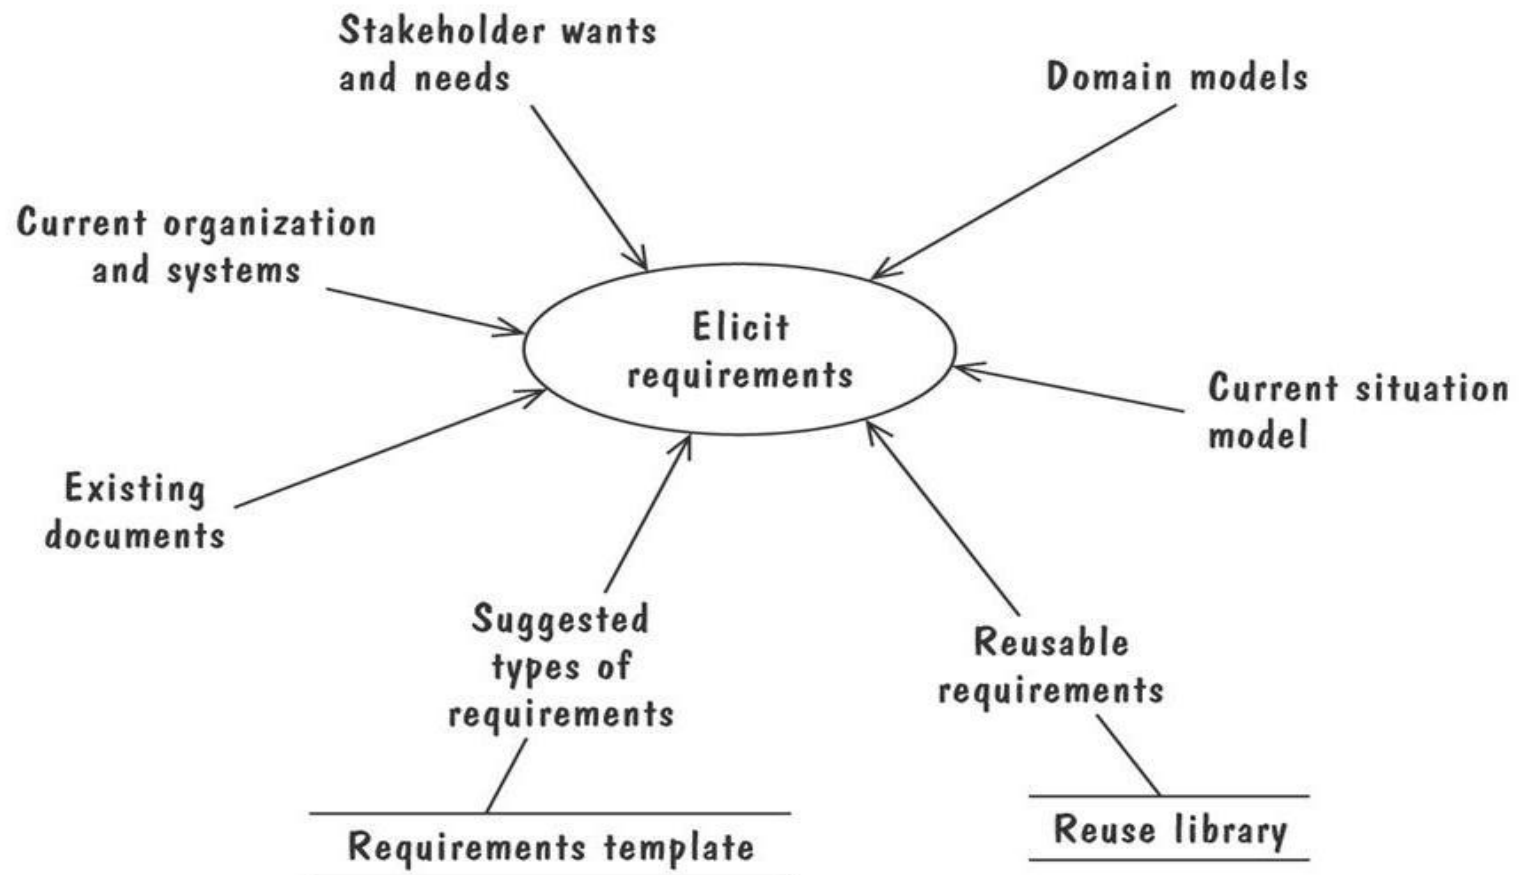 Stakeholder wants
and needs
Domain models
Current organization
and systems
Elicit
requirements
Current situation
model
Existing
documents
Suggested
types of
requirements
Reusable
requirements
Requirements template
Reuse library